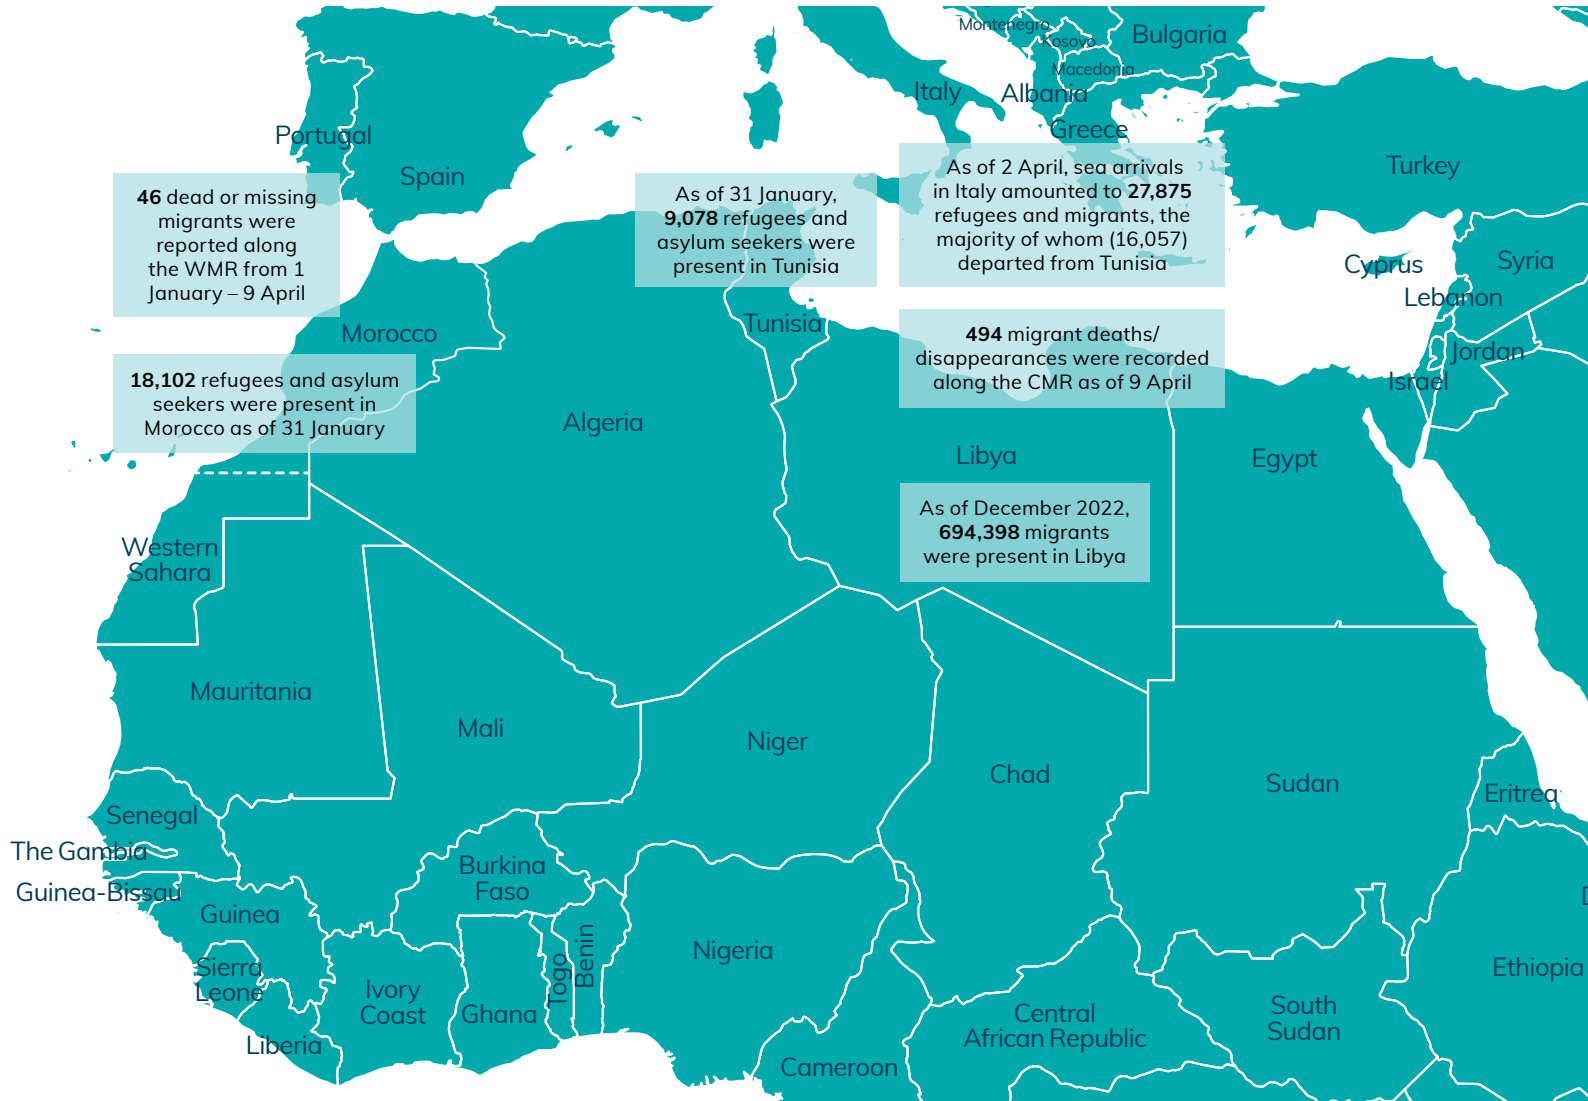 Montenegro
Kosovo
Bulgaria
Macedonia
Italy
Albania
Greece
Portugal
Spain
Turkey
46 dead or missing
migrants were
reported along
the WMR from 1
January – 9 April
As of 31 January,
9,078 refugees and
asylum seekers were
present in Tunisia
As of 2 April, sea arrivals
in Italy amounted to 27,875
refugees and migrants, the
majority of whom (16,057)
departed from Tunisia
Cyprus
Syria
Lebanon
Morocco
Tunisia
494 migrant deaths/
disappearances were recorded
along the CMR as of 9 April
Jordan
Israel
18,102 refugees and asylum
seekers were present in
Morocco as of 31 January
Algeria
Libya
Egypt
As of December 2022,
694,398 migrants
were present in Libya
Western
Sahara
Mauritania
Mali
Niger
Chad
Sudan
Eritrea
Senegal
The Gambia
Guinea-Bissau
Burkina
Faso
Guinea
Sierra
Leone
Liberia
Ivory
Coast
Ghana
Togo
Benin
Nigeria
Cameroon
Central
African Republic
South
Sudan
Ethiopia